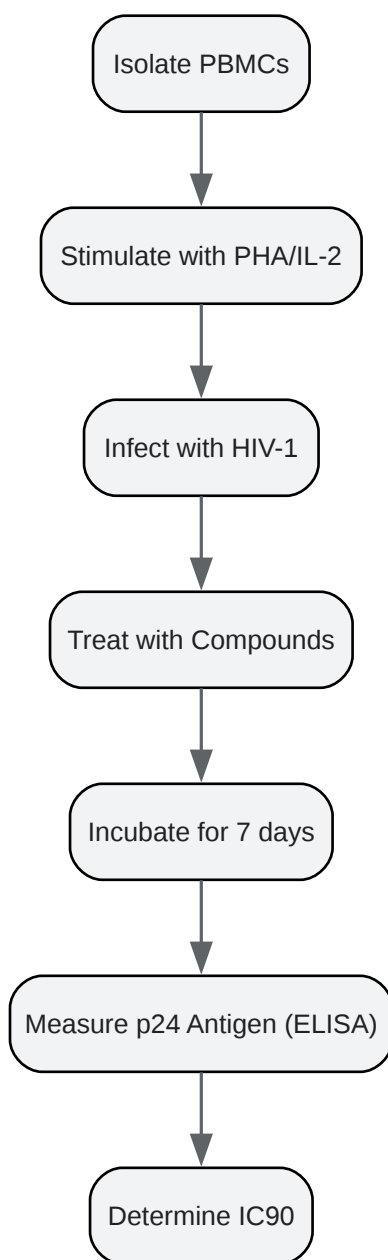 Isolate PBMCs
Stimulate with PHA/IL-2
Infect with HIV-1
Treat with Compounds
Incubate for 7 days
Measure p24 Antigen (ELISA)
Determine IC90